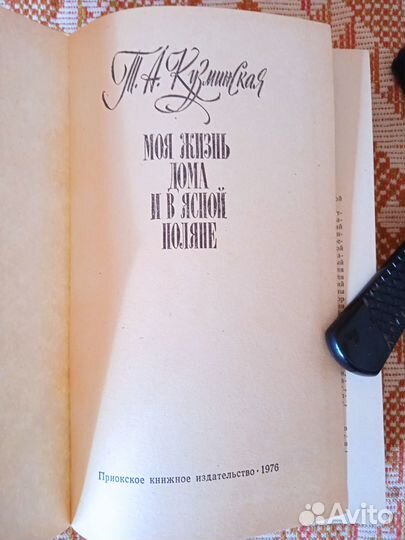 Т. А. Кузминская
МОЯ ЖИЗНЬ
ДОМА
И В ЯСНОЙ
ПОЛЯНЕ
Приокское книжное издательство · 1976
Avito